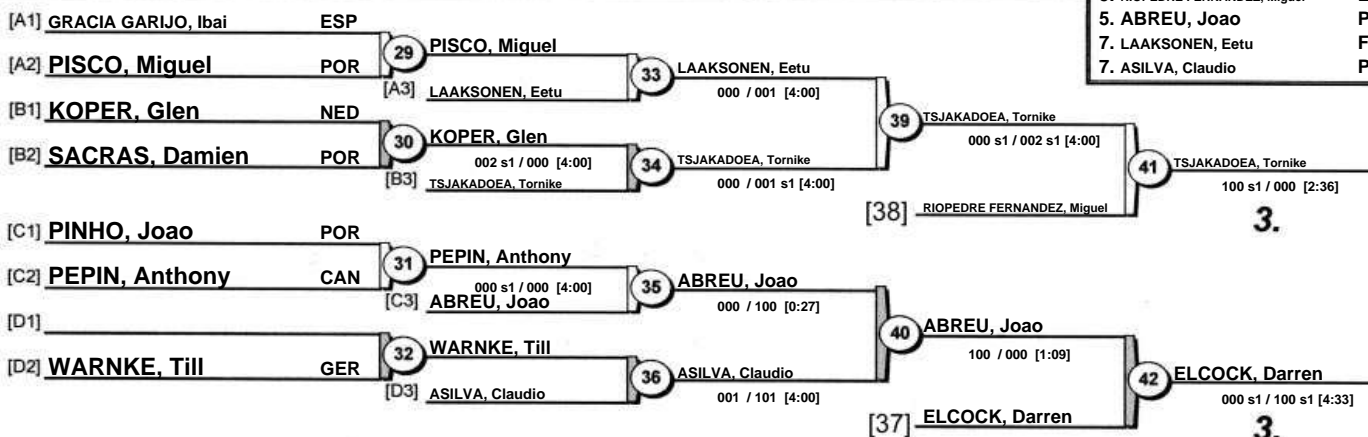 5. ABREU, Joao P
7. LAAKSONEN, Eetu F
7. ASILVA, Claudio P
[A1] GRACIA GARIJO, Ibai ESP
[A2] PISCO, Miguel POR
29 PISCO, Miguel
[A3] LAAKSONEN, Eetu
33 LAAKSONEN, Eetu
000 / 001 [4:00]
[B1] KOPER, Glen NED
[B2] SACRAS, Damien POR
30 KOPER, Glen
002 s1 / 000 [4:00]
[B3] TSJAKADOEA, Tornike
34 TSJAKADOEA, Tornike
000 / 001 s1 [4:00]
39 TSJAKADOEA, Tornike
000 s1 / 002 s1 [4:00]
[38] RIOPEDRE FERNANDEZ, Miguel
41 TSJAKADOEA, Tornike
100 s1 / 000 [2:36]
3.
[C1] PINHO, Joao POR
[C2] PEPIN, Anthony CAN
31 PEPIN, Anthony
000 s1 / 000 [4:00]
[C3] ABREU, Joao
35 ABREU, Joao
000 / 100 [0:27]
[D1]
[D2] WARNKE, Till GER
32 WARNKE, Till
[D3] ASILVA, Claudio
36 ASILVA, Claudio
001 / 101 [4:00]
40 ABREU, Joao
100 / 000 [1:09]
[37] ELCOCK, Darren
42 ELCOCK, Darren
000 s1 / 100 s1 [4:33]
3.